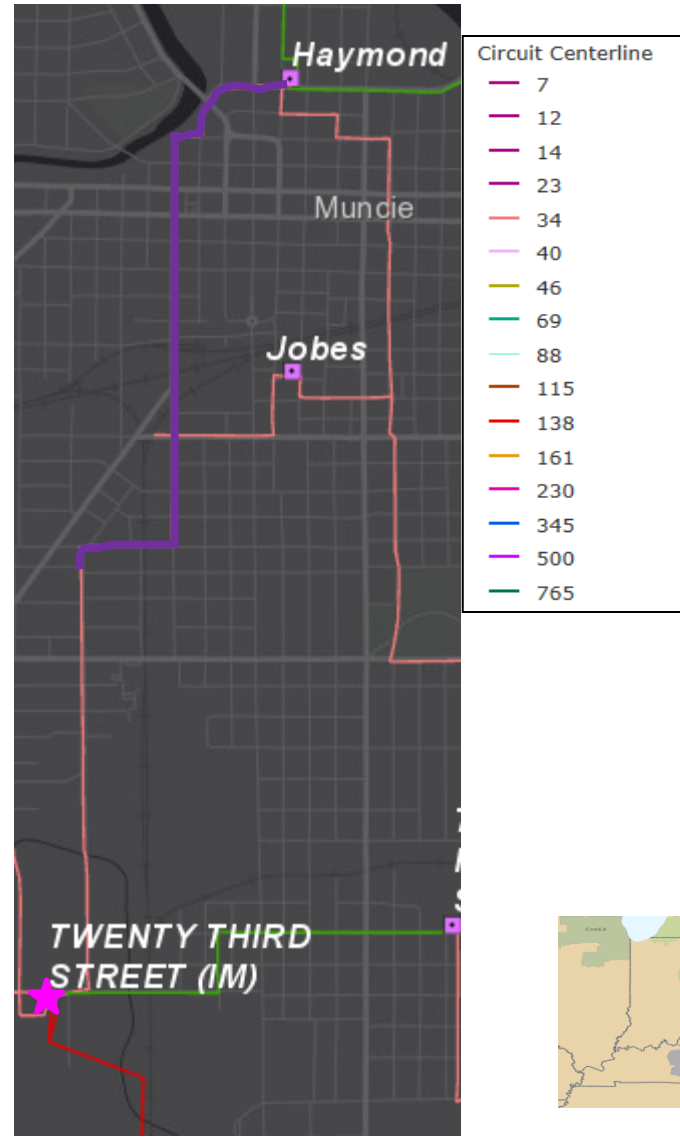 Haymond
Muncie
Jobes
TWENTY THIRD
STREET (IM)
Circuit Centerline
7
12
14
23
34
40
46
69
88
115
138
161
230
345
500
765